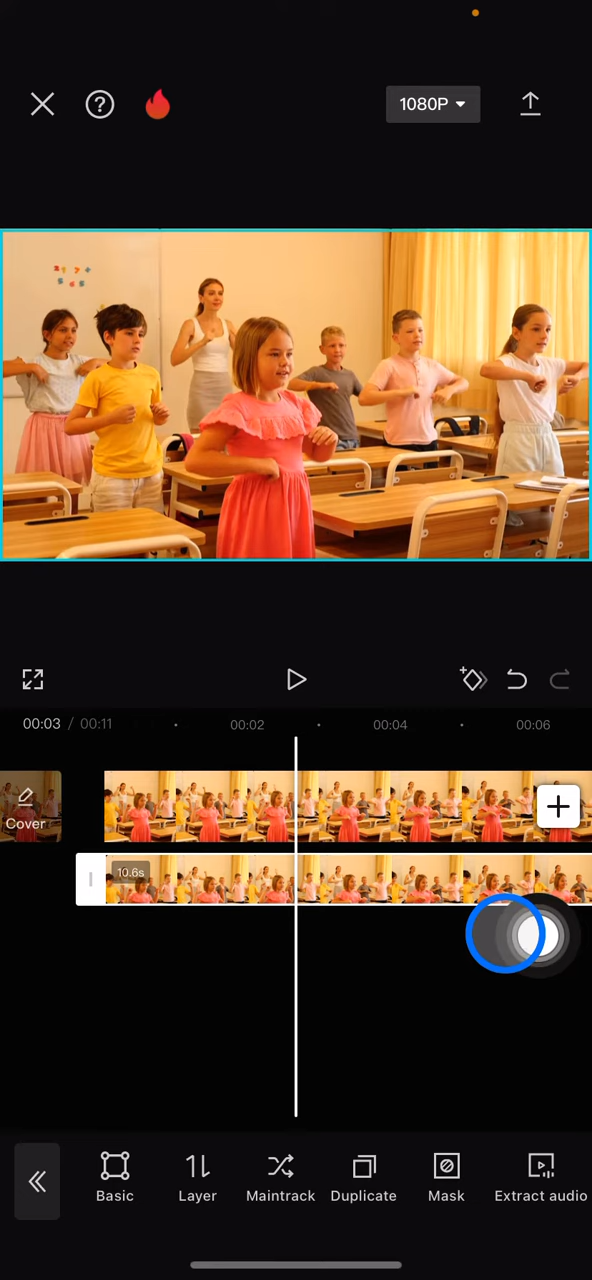 1080P
00:03 / 00:11
00:02
00:04
00:06
Cover
10.6s
Basic
Layer
Maintrack
Duplicate
Mask
Extract audio